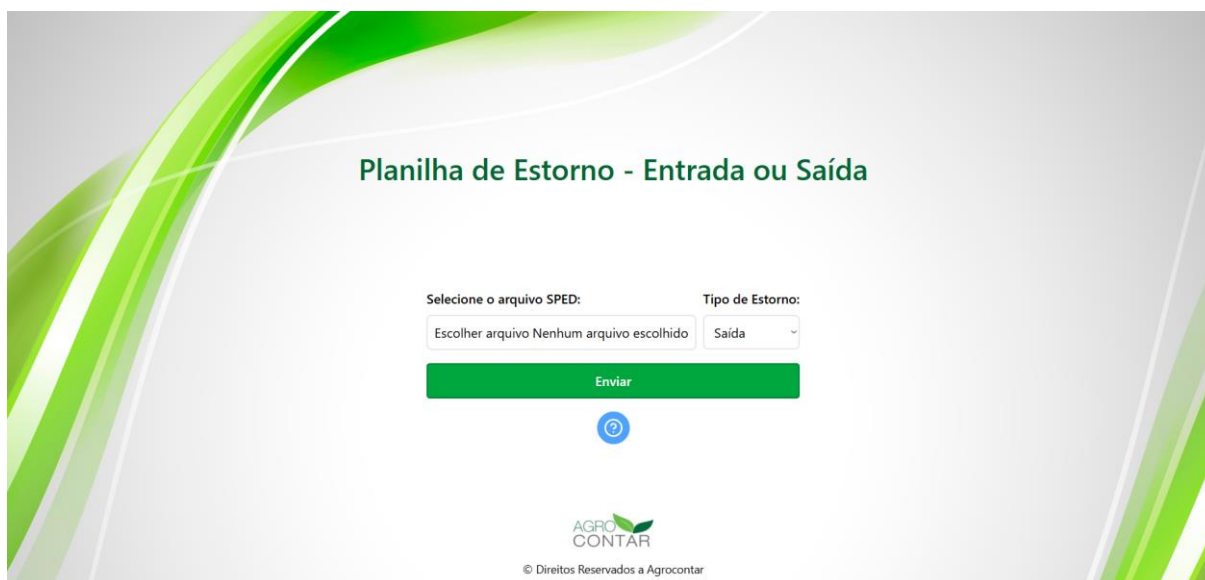 Planilha de Estorno - Entrada ou Saída
Selecione o arquivo SPED: Tipo de Estorno:
Escolher arquivo Nenhum arquivo escolhido Saída
Enviar
?
AGRO
CONTAR
© Direitos Reservados a Agrocontar